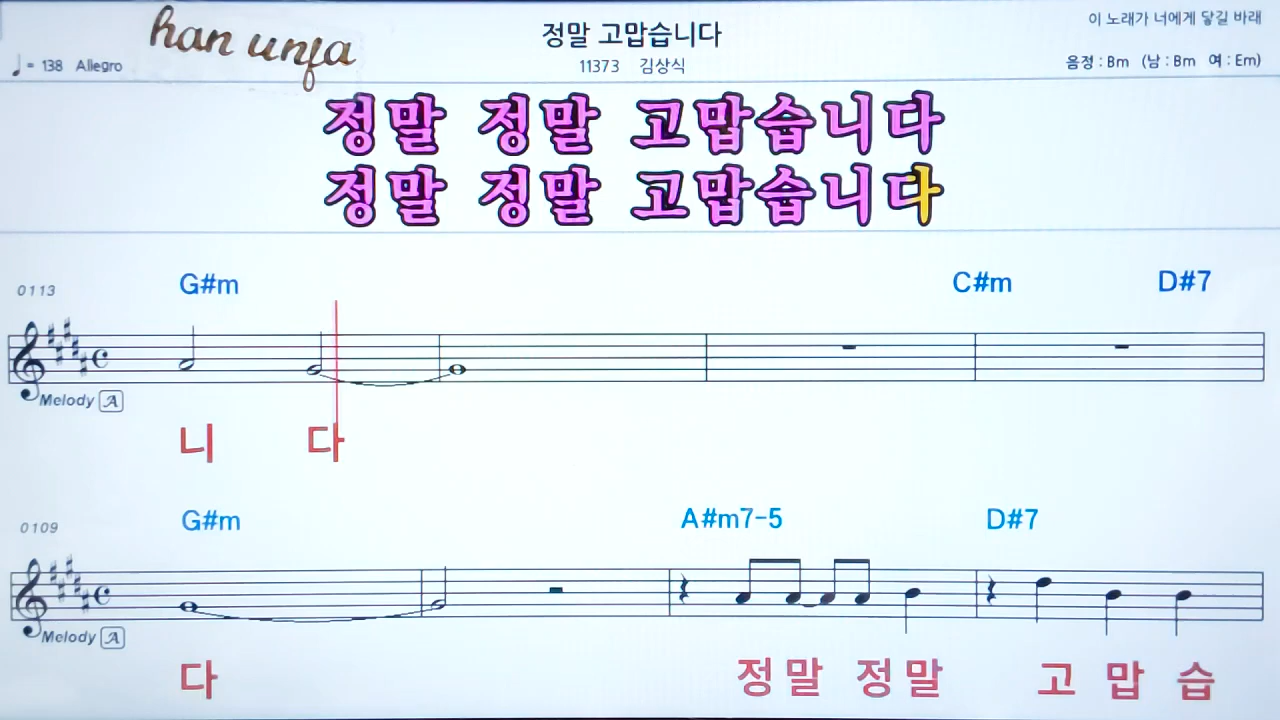 han unfa
정말 고맙습니다
이 노래가 너에게 닿길 바래
♩= 138 Allegro
11373 김상식
음정 : Bm (남 : Bm 여 : Em)
정말 정말 고맙습니다
정말 정말 고맙습니다
0113 G#m C#m D#7
Melody A
니 다
0109 G#m A#m7-5 D#7
Melody A
다 정말 정말 고 맙 습